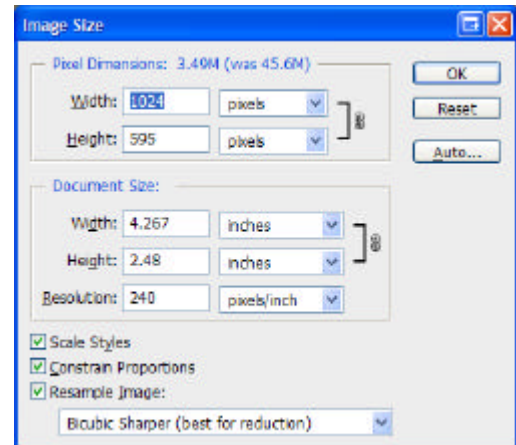 Image Size
Pixel Dimensions: 3.49M (was 45.6M)
OK
Width: 1024 pixels
Reset
Height: 595 pixels
Auto...
Document Size:
Width: 4.267 inches
Height: 2.48 inches
Resolution: 240 pixels/inch
Scale Styles
Constrain Proportions
Resample Image:
Bicubic Sharper (best for reduction)